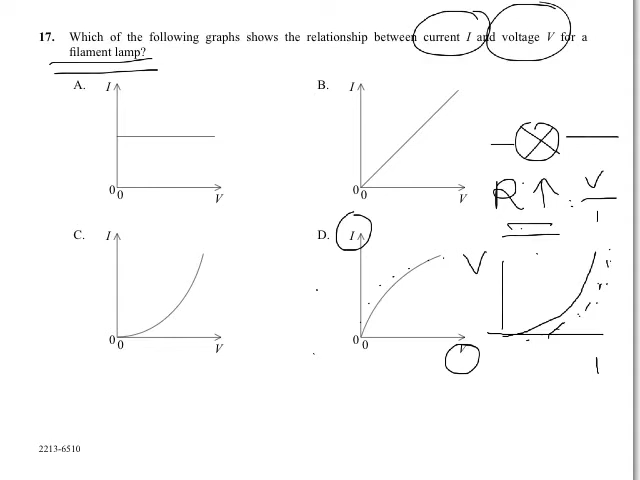 17. Which of the following graphs shows the relationship between current I and voltage V for a
filament lamp?
A. I
0
0
V
B. I
0
0
V
R ↑ : V
I
C. I
0
0
V
D. I
0
0
V
V
I
2213-6510